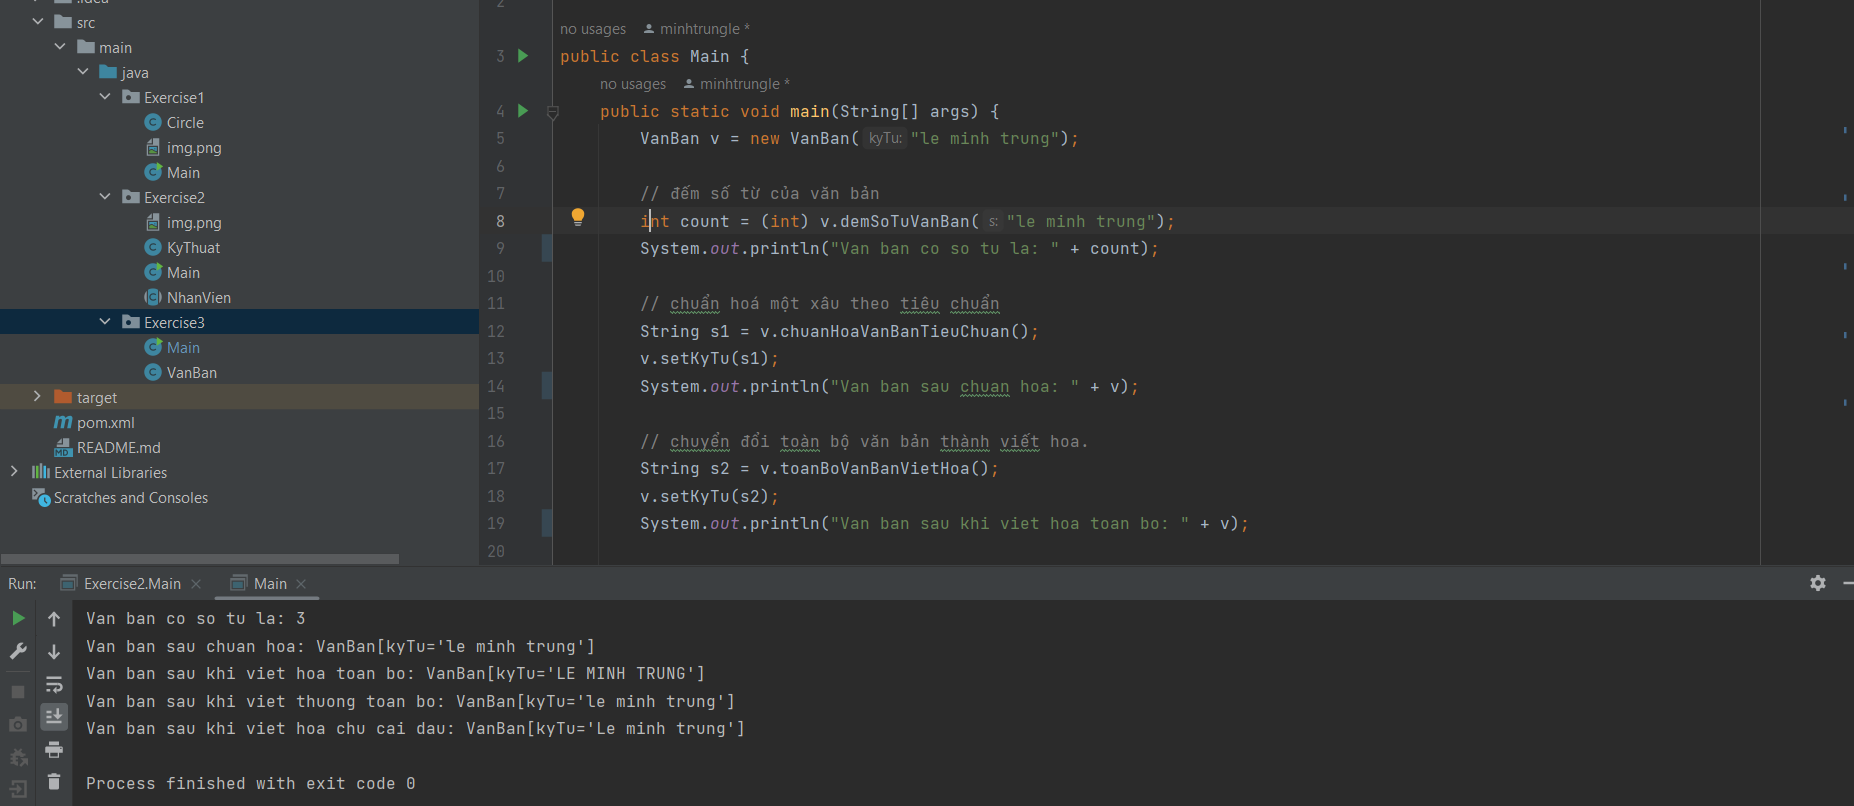 .idea
src
main
java
Exercise1
Circle
img.png
Main
Exercise2
img.png
KyThuat
Main
NhanVien
Exercise3
Main
VanBan
target
pom.xml
README.md
External Libraries
Scratches and Consoles
2
no usages minhtrungle *
3 public class Main {
no usages minhtrungle *
4 public static void main(String[] args) {
5 VanBan v = new VanBan( kyTu: "le minh trung");
6
7 // đếm số từ của văn bản
8 int count = (int) v.demSoTuVanBan( s: "le minh trung");
9 System.out.println("Van ban co so tu la: " + count);
10
11 // chuẩn hoá một xâu theo tiêu chuẩn
12 String s1 = v.chuanHoaVanBanTieuChuan();
13 v.setKyTu(s1);
14 System.out.println("Van ban sau chuan hoa: " + v);
15
16 // chuyển đổi toàn bộ văn bản thành viết hoa.
17 String s2 = v.toanBoVanBanVietHoa();
18 v.setKyTu(s2);
19 System.out.println("Van ban sau khi viet hoa toan bo: " + v);
20
Run: Exercise2.Main Main
Van ban co so tu la: 3
Van ban sau chuan hoa: VanBan[kyTu='le minh trung']
Van ban sau khi viet hoa toan bo: VanBan[kyTu='LE MINH TRUNG']
Van ban sau khi viet thuong toan bo: VanBan[kyTu='le minh trung']
Van ban sau khi viet hoa chu cai dau: VanBan[kyTu='Le minh trung']
Process finished with exit code 0